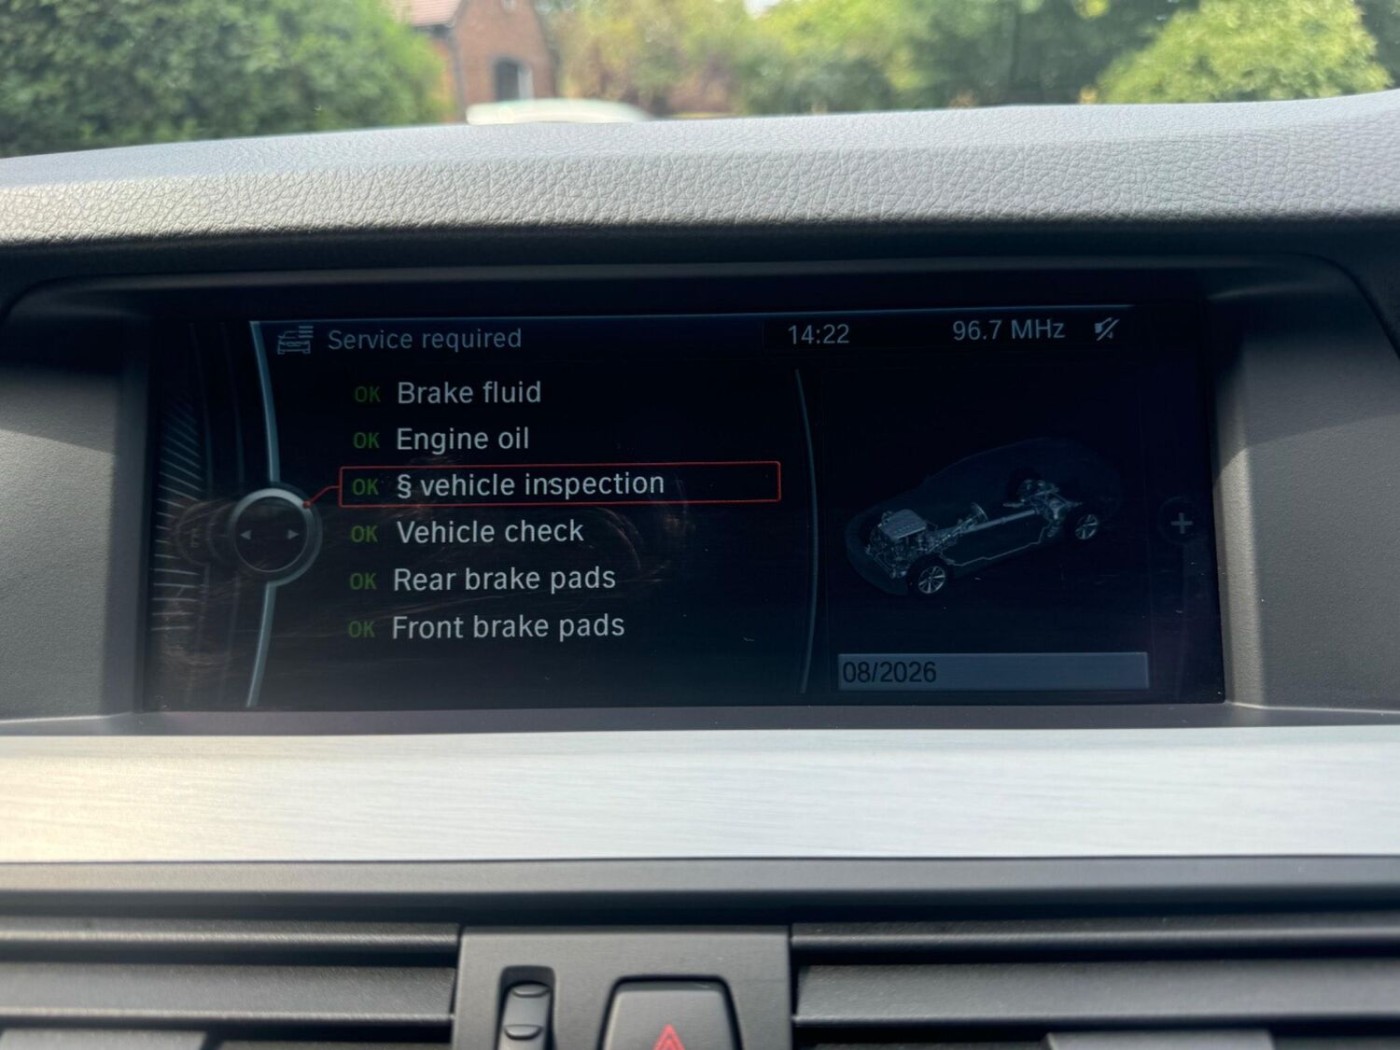 Service required
14:22
96.7 MHz
OK Brake fluid
OK Engine oil
OK § vehicle inspection
OK Vehicle check
OK Rear brake pads
OK Front brake pads
08/2026